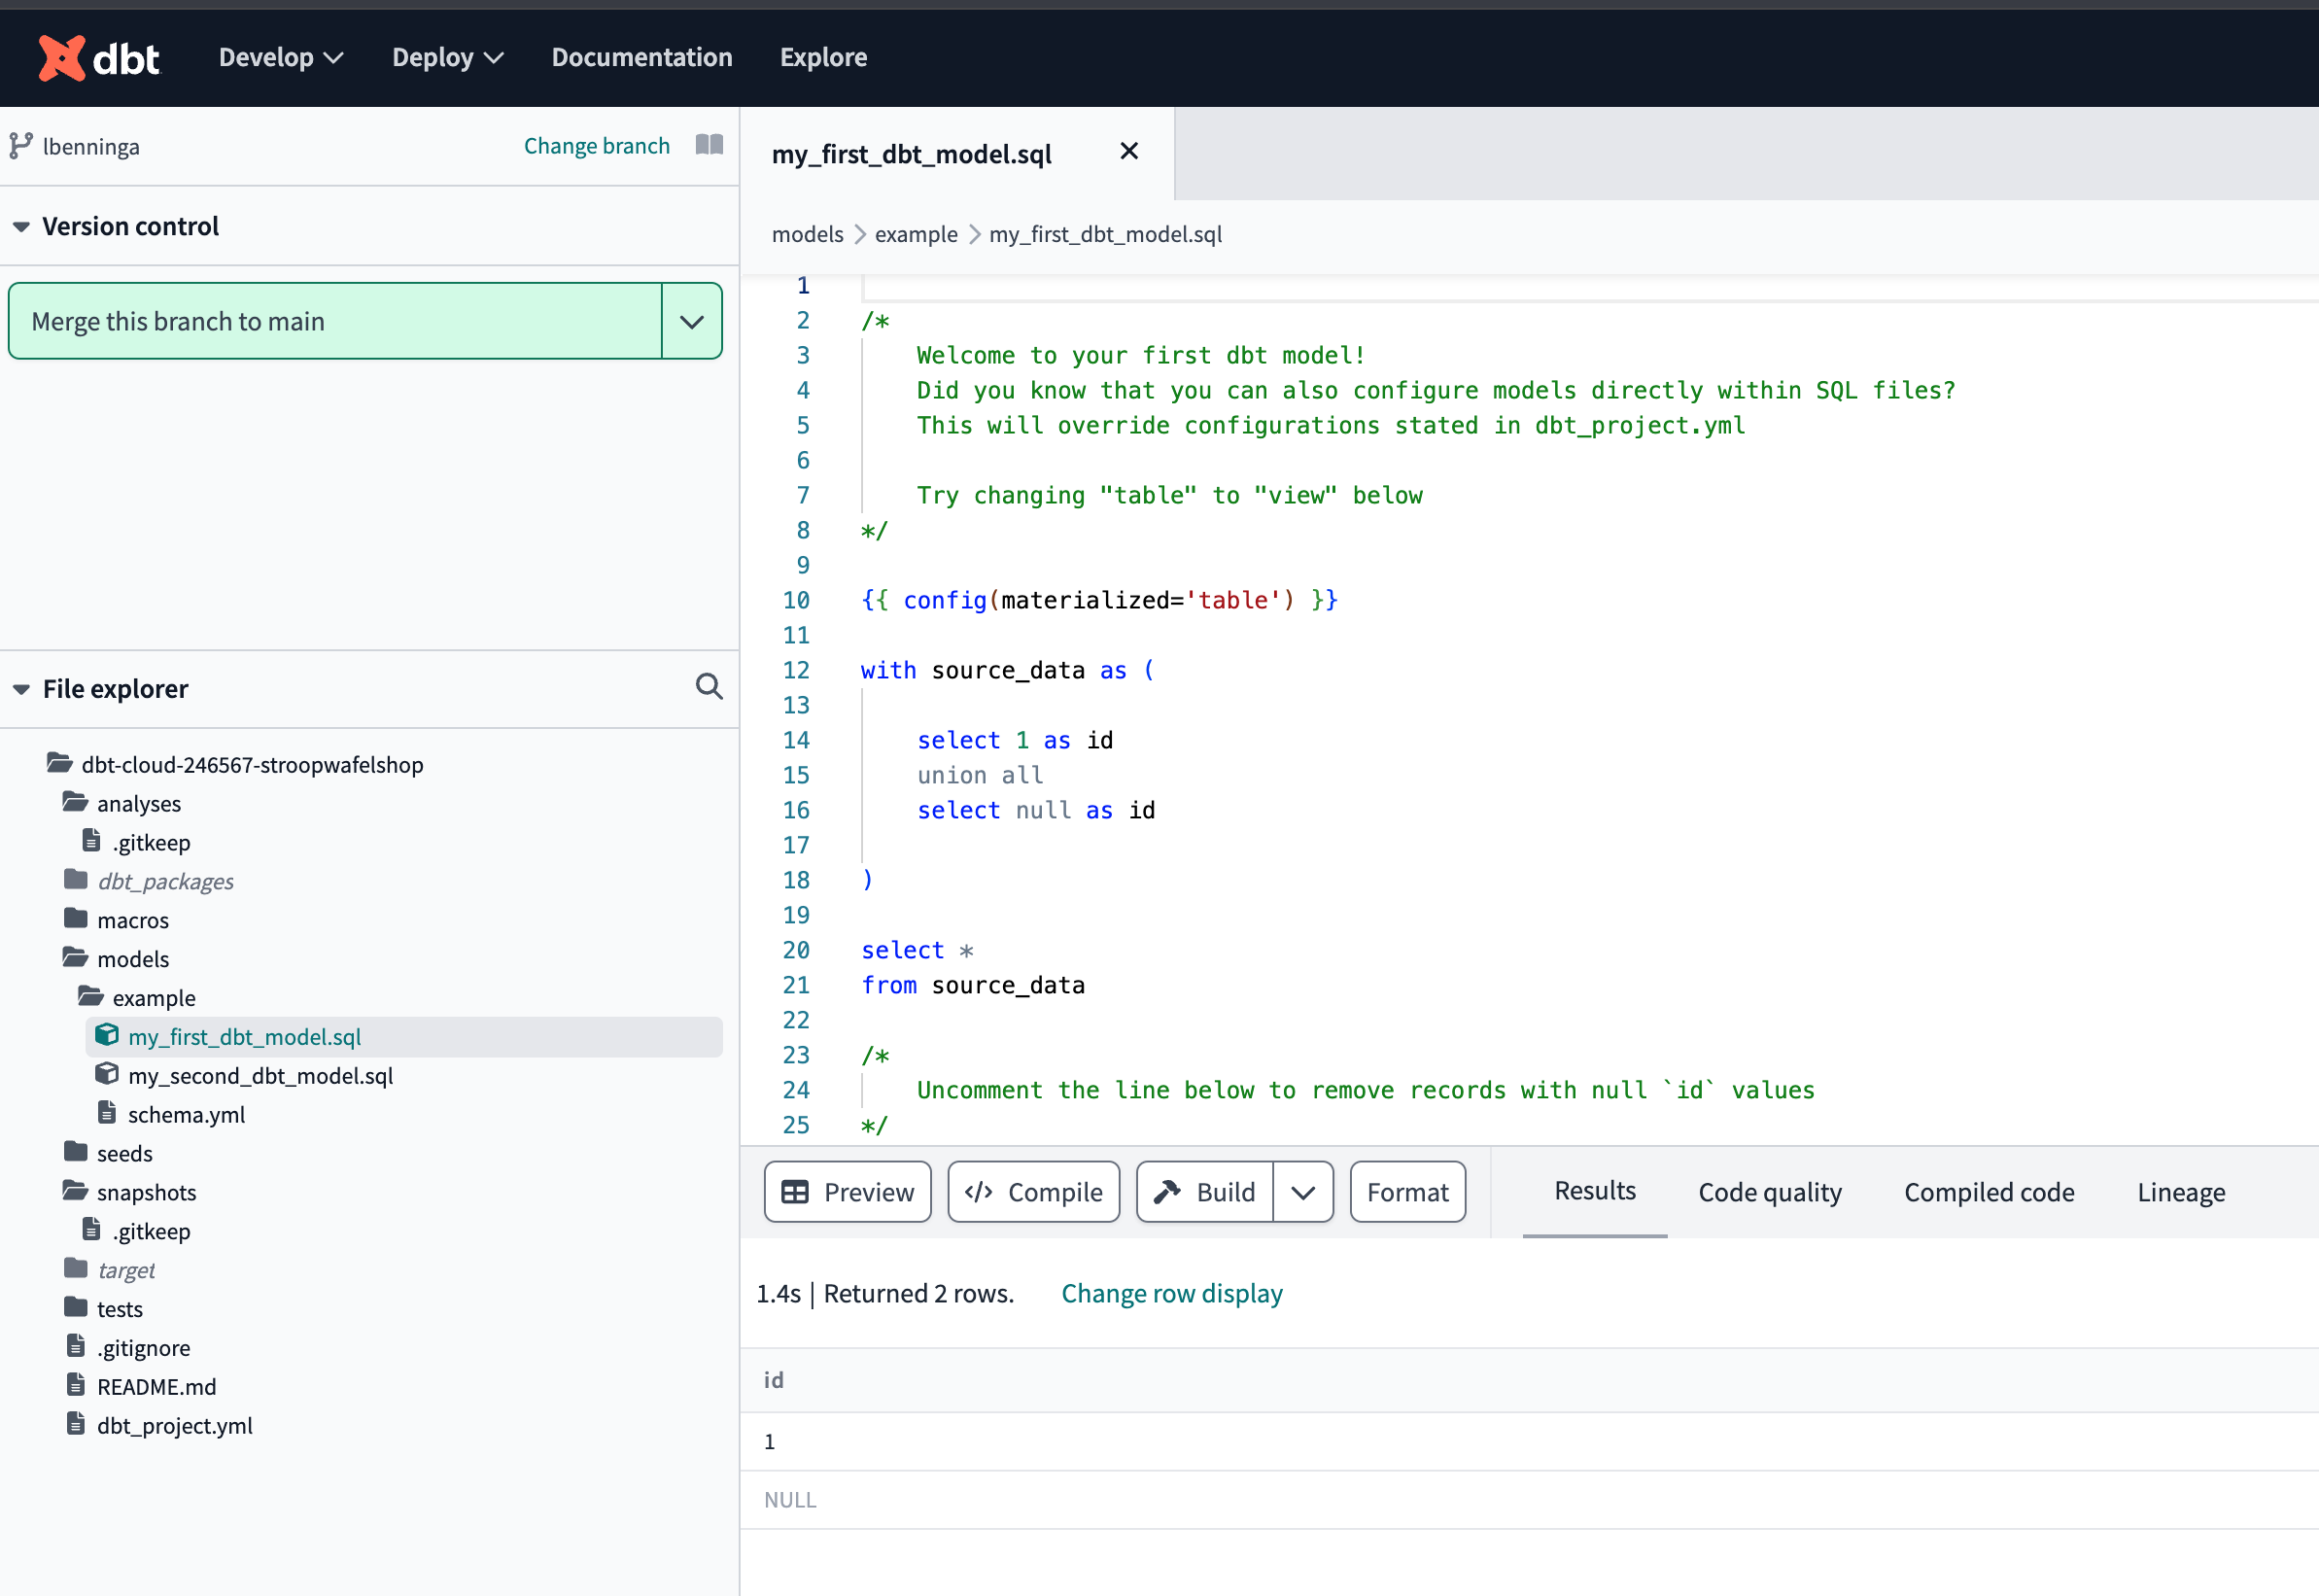 dbt Develop Deploy Documentation Explore
lbenninga Change branch
Version control
Merge this branch to main
File explorer
dbt-cloud-246567-stroopwafelshop
analyses
.gitkeep
dbt_packages
macros
models
example
my_first_dbt_model.sql
my_second_dbt_model.sql
schema.yml
seeds
snapshots
.gitkeep
target
tests
.gitignore
README.md
dbt_project.yml
my_first_dbt_model.sql
models > example > my_first_dbt_model.sql
1
2 /*
3     Welcome to your first dbt model!
4     Did you know that you can also configure models directly within SQL files?
5     This will override configurations stated in dbt_project.yml
6
7     Try changing "table" to "view" below
8 */
9
10 {{ config(materialized='table') }}
11
12 with source_data as (
13
14     select 1 as id
15     union all
16     select null as id
17
18 )
19
20 select *
21 from source_data
22
23 /*
24     Uncomment the line below to remove records with null `id` values
25 */
Preview </> Compile Build Format Results Code quality Compiled code Lineage
1.4s | Returned 2 rows. Change row display
id
1
NULL